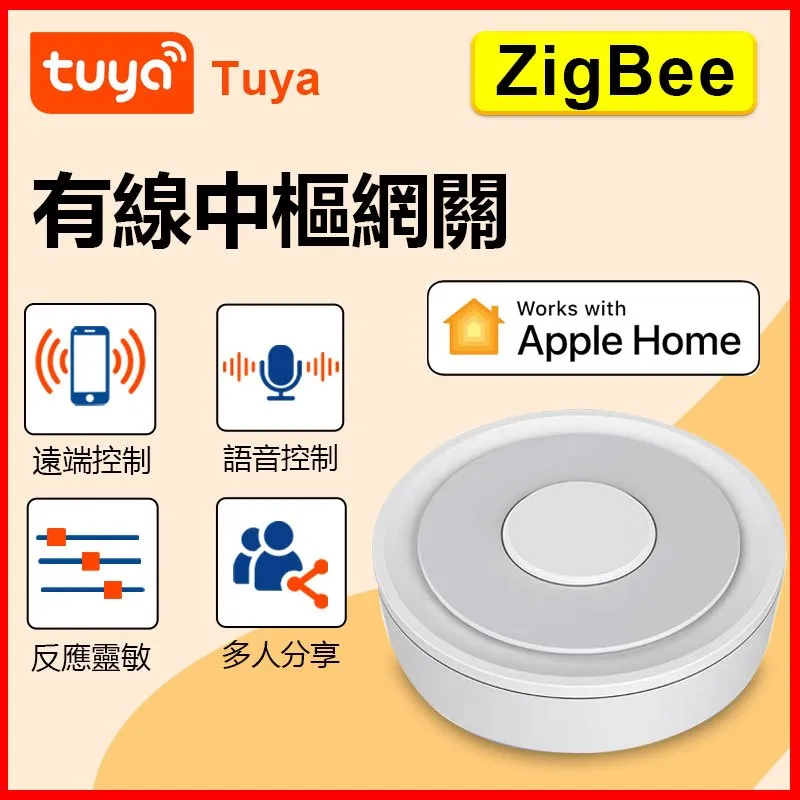 tuya Tuya
ZigBee
有線中樞網關
Works with
Apple Home
遠端控制
語音控制
反應靈敏
多人分享